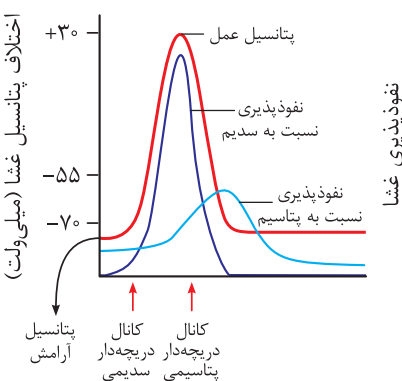 اختلاف پتانسیل غشا (میلی‌ولت)
+۳۰
-۵۵
-۷۰
پتانسیل عمل
نفوذپذیری
نسبت به سدیم
نفوذپذیری
نسبت به پتاسیم
نفوذپذیری غشا
پتانسیل
آرامش
کانال
دریچه‌دار
سدیمی
کانال
دریچه‌دار
پتاسیمی